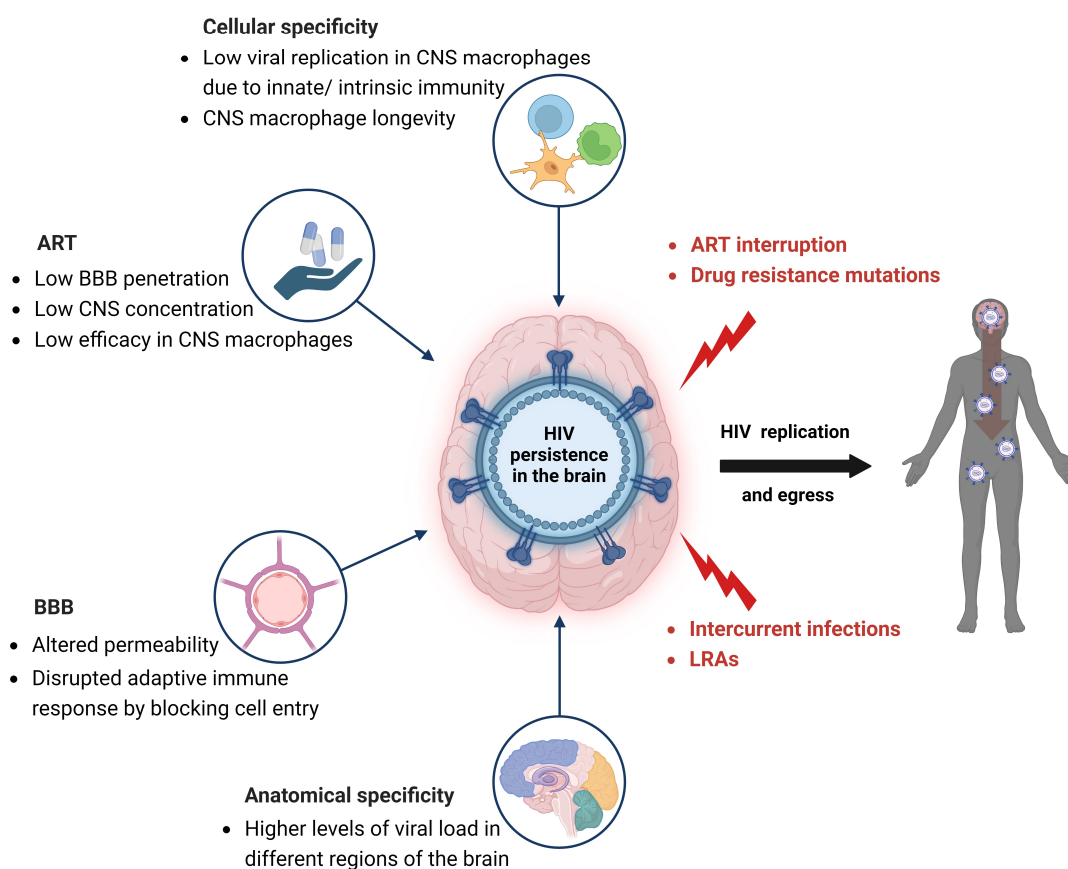 Cellular specificity
• Low viral replication in CNS macrophages
due to innate/ intrinsic immunity
• CNS macrophage longevity
ART
• Low BBB penetration
• Low CNS concentration
• Low efficacy in CNS macrophages
• ART interruption
• Drug resistance mutations
HIV
persistence
in the brain
HIV replication
and egress
BBB
• Altered permeability
• Disrupted adaptive immune
response by blocking cell entry
• Intercurrent infections
• LRAs
Anatomical specificity
• Higher levels of viral load in
different regions of the brain